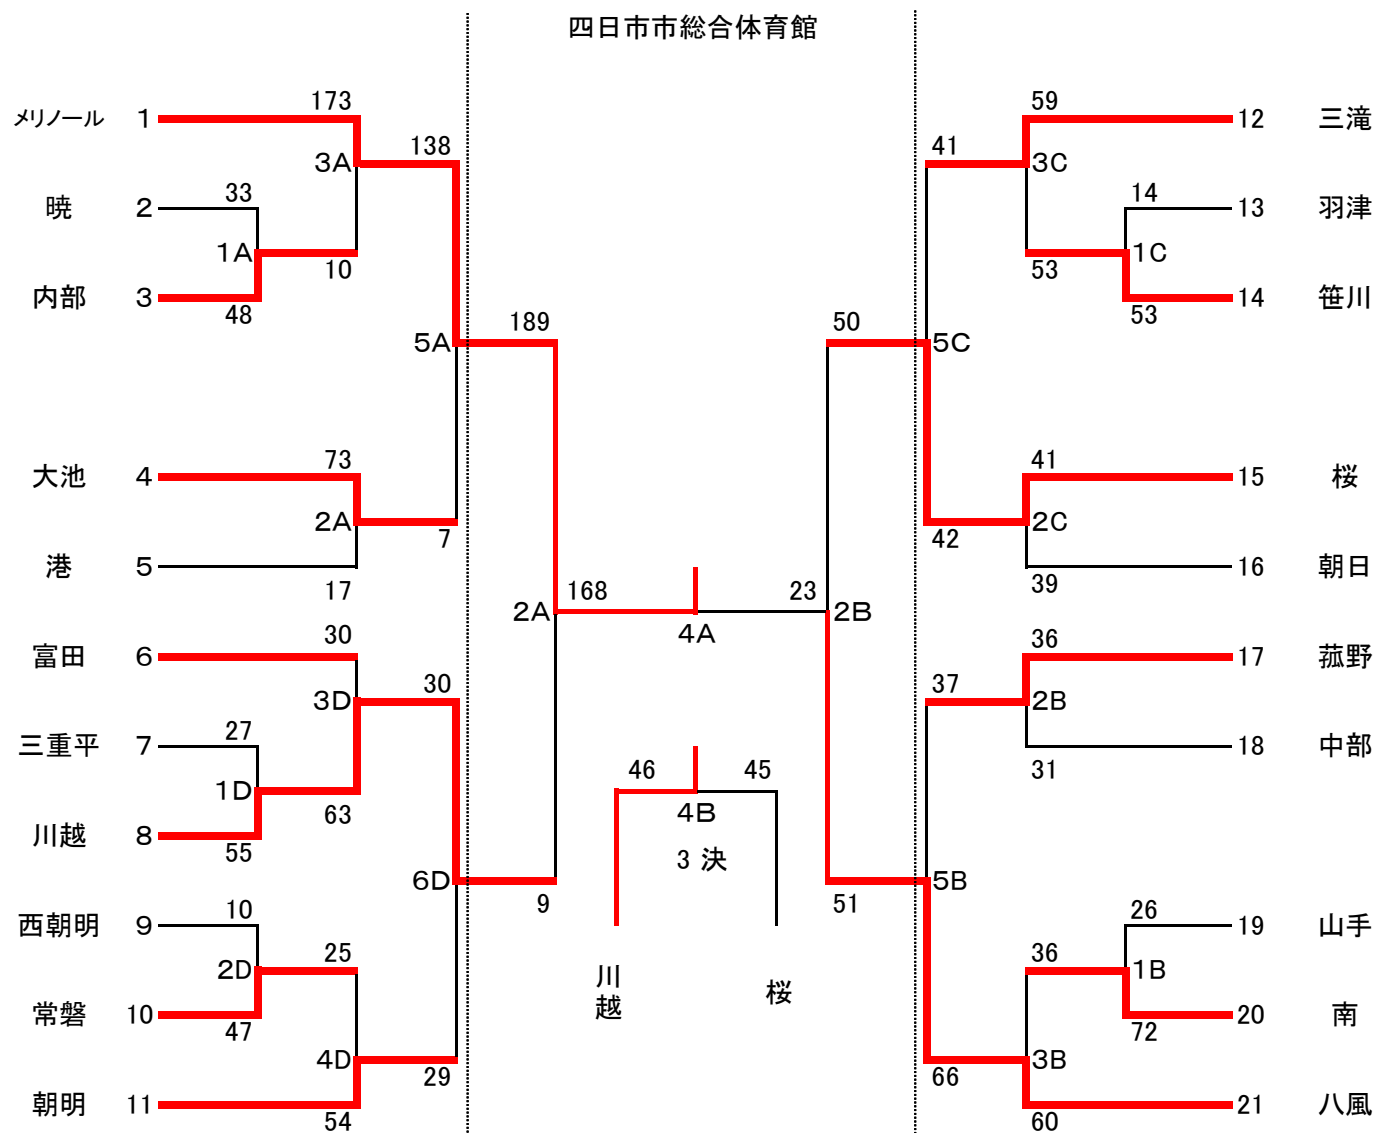 四日市市総合体育館
メリノール 1 173 59 12 三滝
138 41
3A 3C
暁 2 33 14 13 羽津
1A 10 53 1C
内部 3 48 53 14 笹川
189 50
5A 5C
大池 4 73 41 15 桜
2A 7 42 2C
港 5 17 39 16 朝日
2A 168 23 2B
4A
富田 6 30 36 17 菰野
3D 30 37 2B
三重平 7 27 31 18 中部
1D 63 46 45
4B
川越 8 55
3 決
6D 9 51 5B
西朝明 9 10 26 19 山手
2D 25 36 1B
川越 桜
常磐 10 47 72 20 南
4D 29 66 3B
朝明 11 54 60 21 八風